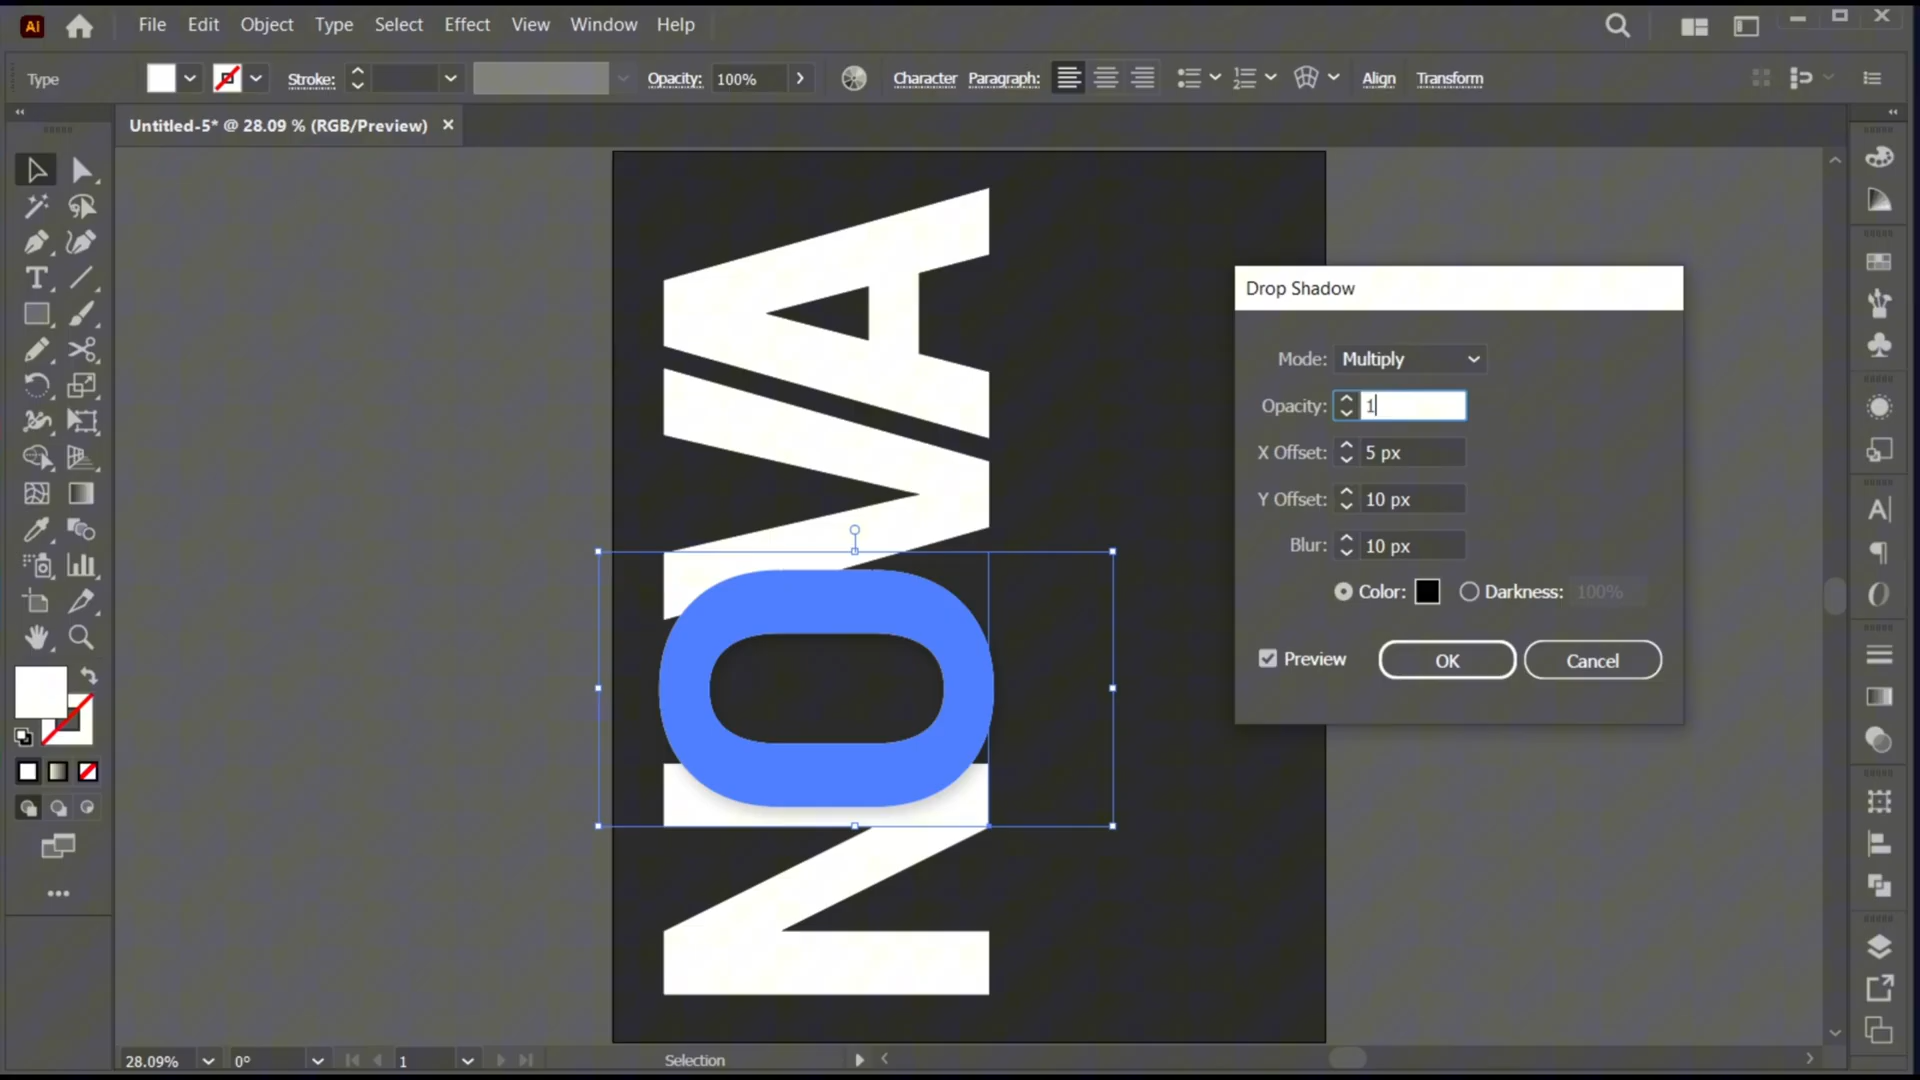 Ai File Edit Object Type Select Effect View Window Help
Type Stroke: Opacity: 100% Character Paragraph: Align Transform
Untitled-5* @ 28.09 % (RGB/Preview) ×
NOVA
Drop Shadow
Mode: Multiply
Opacity: 1
X Offset: 5 px
Y Offset: 10 px
Blur: 10 px
Color: Darkness: 100%
Preview OK Cancel
28.09% 0° 1 Selection